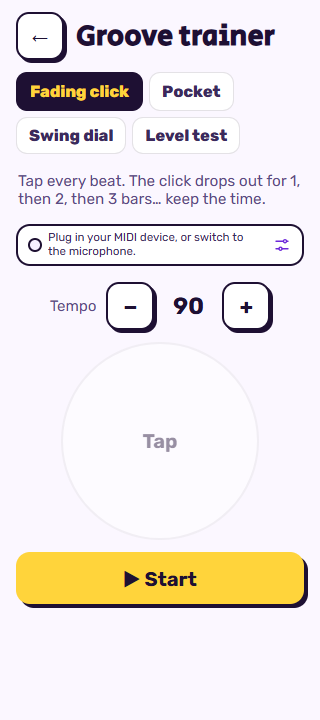 ← Groove trainer
Fading click Pocket
Swing dial Level test
Tap every beat. The click drops out for 1,
then 2, then 3 bars… keep the time.
Plug in your MIDI device, or switch to
the microphone.
Tempo − 90 +
Tap
▶ Start